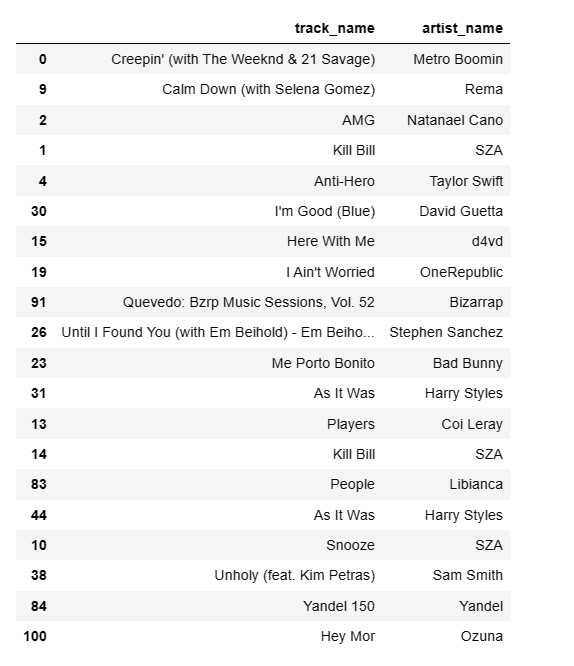 track_name artist_name
0 Creepin' (with The Weeknd & 21 Savage) Metro Boomin
9 Calm Down (with Selena Gomez) Rema
2 AMG Natanael Cano
1 Kill Bill SZA
4 Anti-Hero Taylor Swift
30 I'm Good (Blue) David Guetta
15 Here With Me d4vd
19 I Ain't Worried OneRepublic
91 Quevedo: Bzrp Music Sessions, Vol. 52 Bizarrap
26 Until I Found You (with Em Beihold) - Em Beiho... Stephen Sanchez
23 Me Porto Bonito Bad Bunny
31 As It Was Harry Styles
13 Players Coi Leray
14 Kill Bill SZA
83 People Libianca
44 As It Was Harry Styles
10 Snooze SZA
38 Unholy (feat. Kim Petras) Sam Smith
84 Yandel 150 Yandel
100 Hey Mor Ozuna